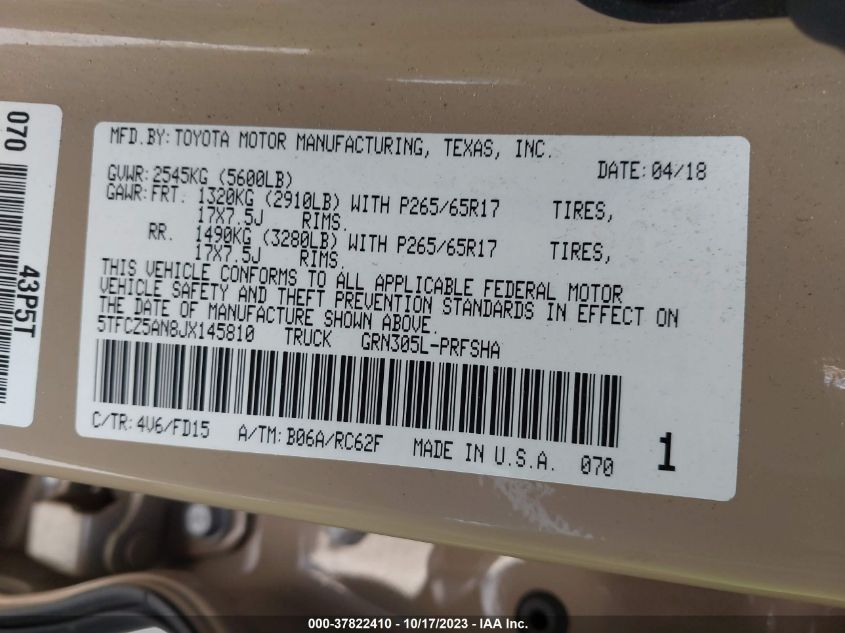 070
43P5T
MFD.BY: TOYOTA MOTOR MANUFACTURING, TEXAS, INC.
DATE: 04/18
GVWR: 2545KG (5600LB)
GAWR: FRT. 1320KG (2910LB) WITH P265/65R17 TIRES,
17X7.5J RIMS.
RR. 1490KG (3280LB) WITH P265/65R17 TIRES,
17X7.5J RIMS.
THIS VEHICLE CONFORMS TO ALL APPLICABLE FEDERAL MOTOR
VEHICLE SAFETY AND THEFT PREVENTION STANDARDS IN EFFECT ON
THE DATE OF MANUFACTURE SHOWN ABOVE.
5TFCZ5AN8JX145810 TRUCK GRN305L-PRFSHA
C/TR: 4V6/FD15 A/TM: B06A/RC62F MADE IN U.S.A. 070 1
000-37822410 - 10/17/2023 - IAA Inc.